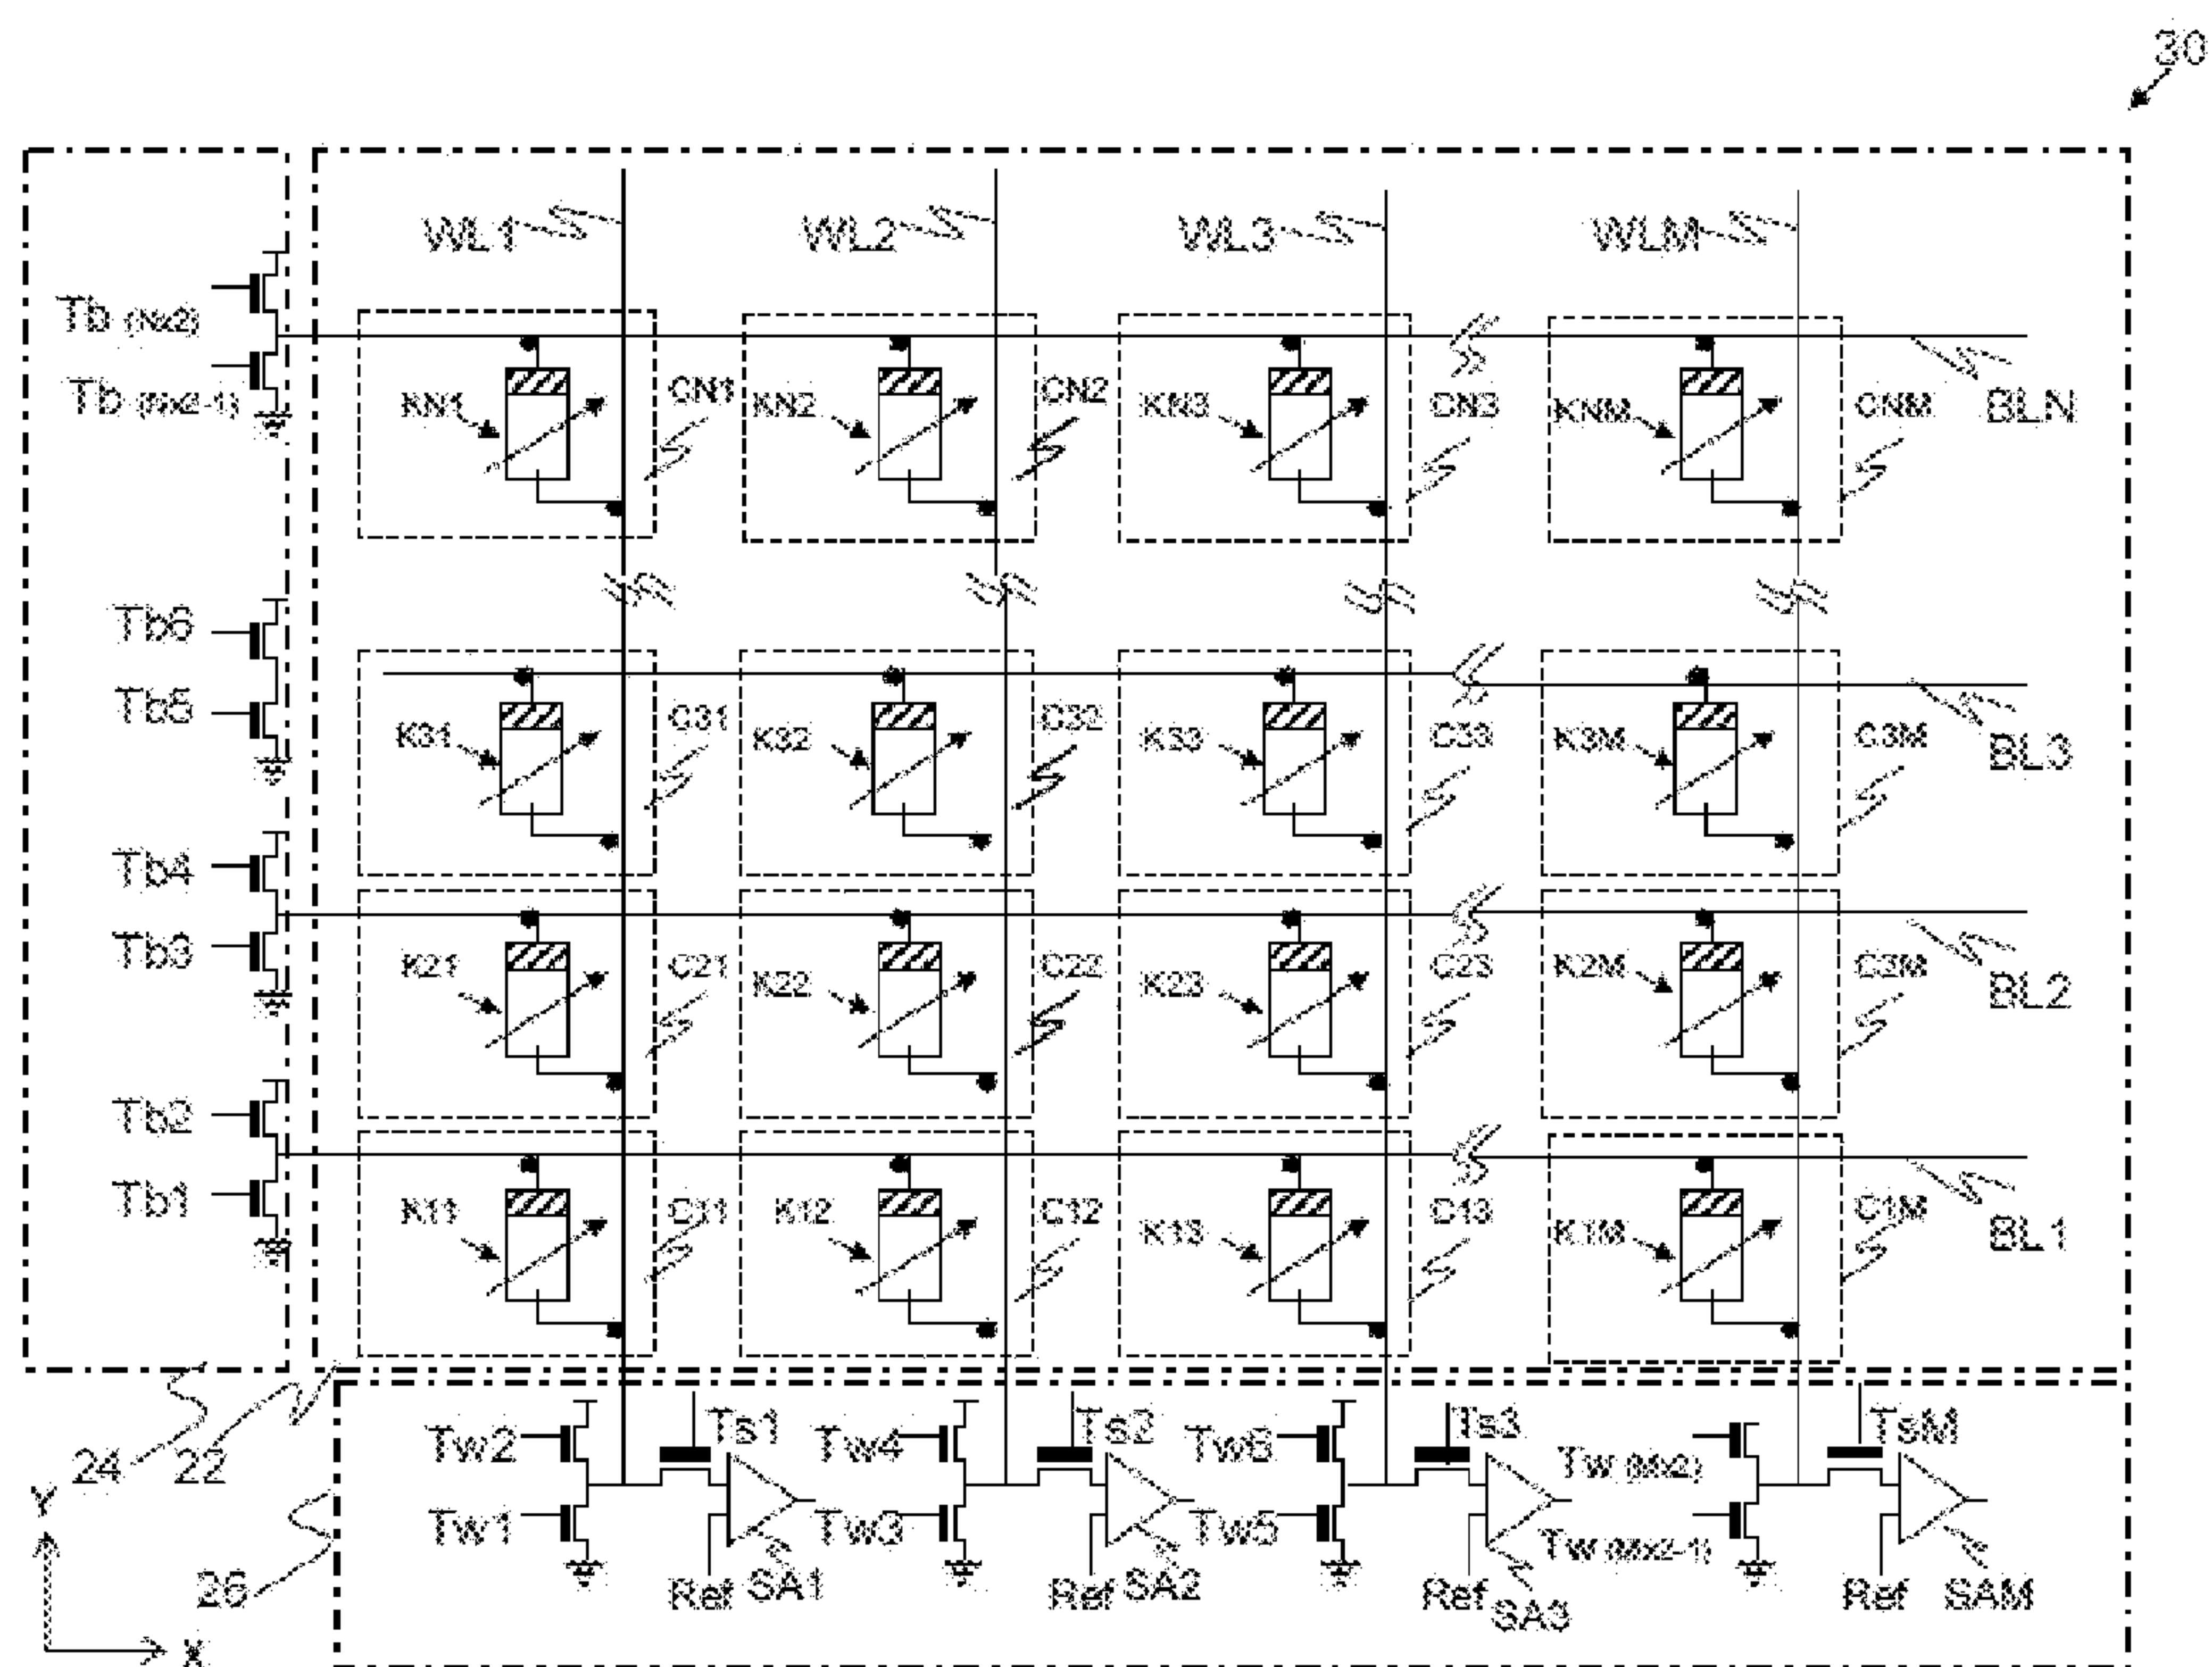 30
WL1 WL2 WL3 WLM
Tb (Nx2)
Tb (Nx2-1)
KN1 CN1 KN2 CN2 KN3 CN3 KNM CNM BLN
Tb6
Tb5
K31 C31 K32 C32 K33 C33 K3M C3M BL3
Tb4
Tb3
K21 C21 K22 C22 K23 C23 K2M C2M BL2
Tb2
Tb1
K11 C11 K12 C12 K13 C13 K1M C1M BL1
24 22
Tw2 Ts1 Tw4 Ts2 Tw6 Ts3 Tw (Mx2) TsM
Y
Tw1 Tw3 Tw5 Tw (Mx2-1)
26 Ref SA1 Ref SA2 Ref SA3 Ref SAM
X